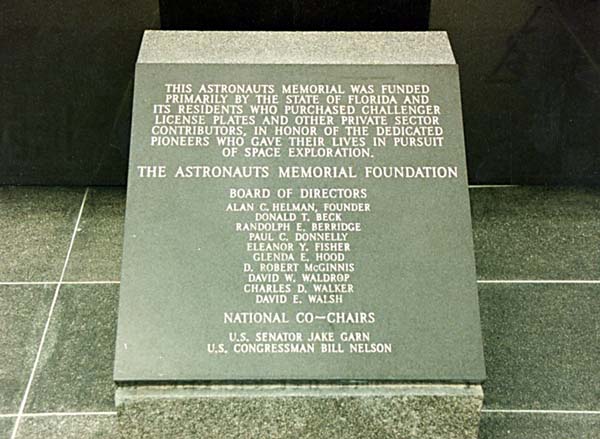 THIS ASTRONAUTS MEMORIAL WAS FUNDED
PRIMARILY BY THE STATE OF FLORIDA AND
ITS RESIDENTS WHO PURCHASED CHALLENGER
LICENSE PLATES AND OTHER PRIVATE SECTOR
CONTRIBUTORS, IN HONOR OF THE DEDICATED
PIONEERS WHO GAVE THEIR LIVES IN PURSUIT
OF SPACE EXPLORATION.
THE ASTRONAUTS MEMORIAL FOUNDATION
BOARD OF DIRECTORS
ALAN C. HELMAN, FOUNDER
DONALD T. BECK
RANDOLPH E. BERRIDGE
PAUL C. DONNELLY
ELEANOR Y. FISHER
GLENDA E. HOOD
D. ROBERT McGINNIS
DAVID W. WALDROP
CHARLES D. WALKER
DAVID E. WALSH
NATIONAL CO-CHAIRS
U.S. SENATOR JAKE GARN
U.S. CONGRESSMAN BILL NELSON